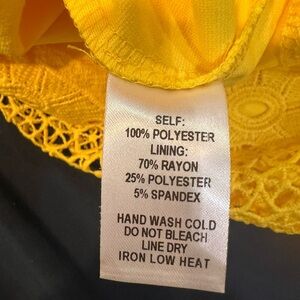 SELF:
100% POLYESTER
LINING:
70% RAYON
25% POLYESTER
5% SPANDEX
HAND WASH COLD
DO NOT BLEACH
LINE DRY
IRON LOW HEAT